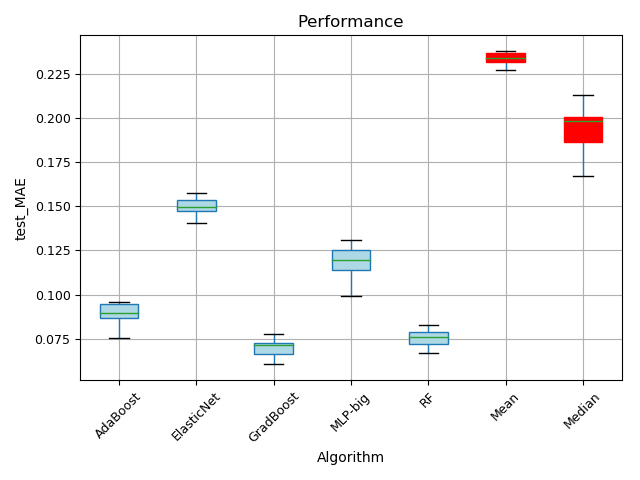 Performance
test_MAE
0.225
0.200
0.175
0.150
0.125
0.100
0.075
AdaBoost
ElasticNet
GradBoost
MLP-big
RF
Mean
Median
Algorithm